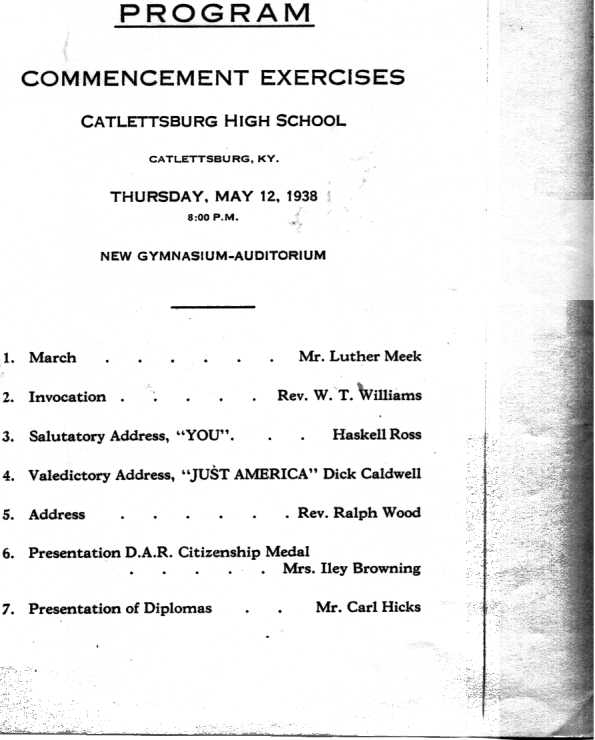 PROGRAM
COMMENCEMENT EXERCISES
CATLETTSBURG HIGH SCHOOL
CATLETTSBURG, KY.
THURSDAY, MAY 12, 1938
8:00 P.M.
NEW GYMNASIUM-AUDITORIUM
1. March . . . . . . Mr. Luther Meek
2. Invocation . . . . . Rev. W. T. Williams
3. Salutatory Address, "YOU". . . Haskell Ross
4. Valedictory Address, "JUST AMERICA" Dick Caldwell
5. Address . . . . . . Rev. Ralph Wood
6. Presentation D.A.R. Citizenship Medal
. . . . . Mrs. Iley Browning
7. Presentation of Diplomas . . Mr. Carl Hicks